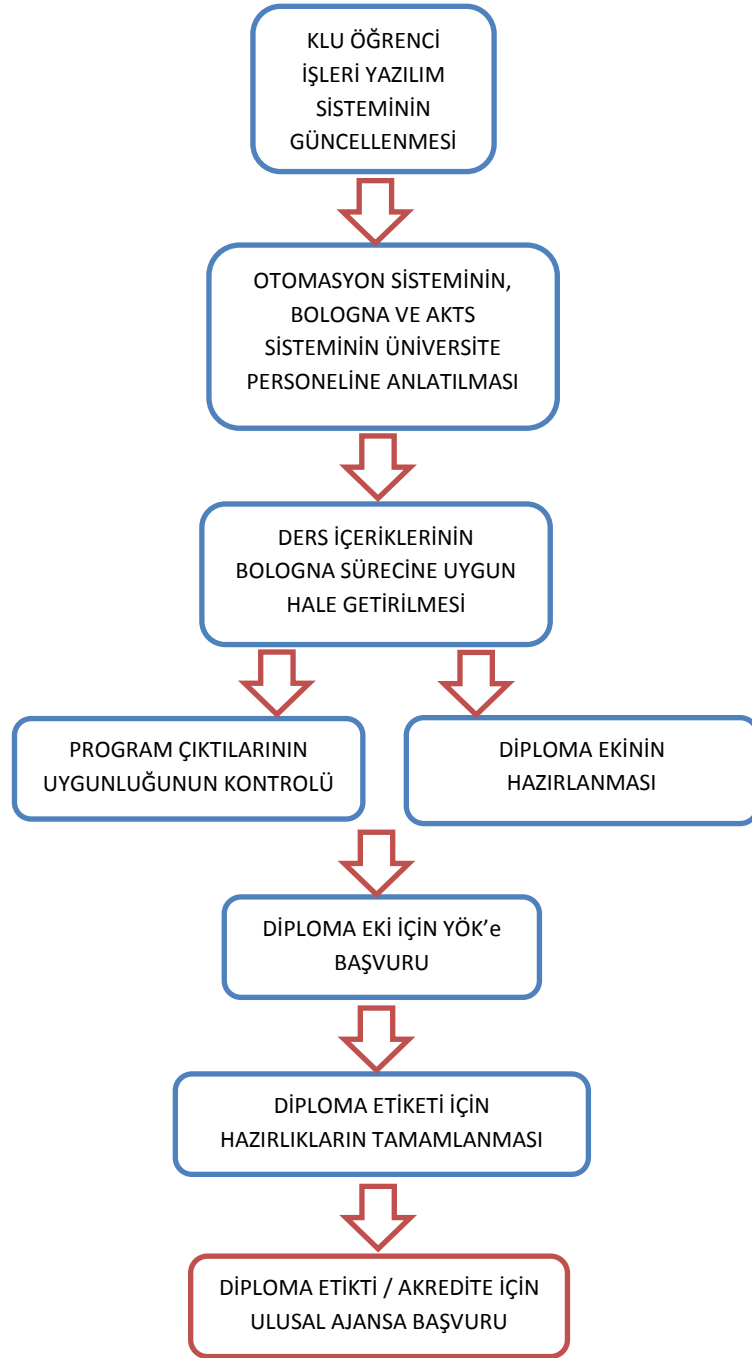 KLU ÖĞRENCİ
İŞLERİ YAZILIM
SİSTEMİNİN
GÜNCELLENMESİ
OTOMASYON SİSTEMİNİN,
BOLOGNA VE AKTS
SİSTEMİNİN ÜNİVERSİTE
PERSONELİNE ANLATILMASI
DERS İÇERİKLERİNİN
BOLOGNA SÜRECİNE UYGUN
HALE GETİRİLMESİ
PROGRAM ÇIKTILARININ
UYGUNLUĞUNUN KONTROLÜ
DİPLOMA EKİNİN
HAZIRLANMASI
DİPLOMA EKİ İÇİN YÖK’e
BAŞVURU
DİPLOMA ETİKETİ İÇİN
HAZIRLIKLARIN TAMAMLANMASI
DİPLOMA ETİKTİ / AKREDİTE İÇİN
ULUSAL AJANSA BAŞVURU